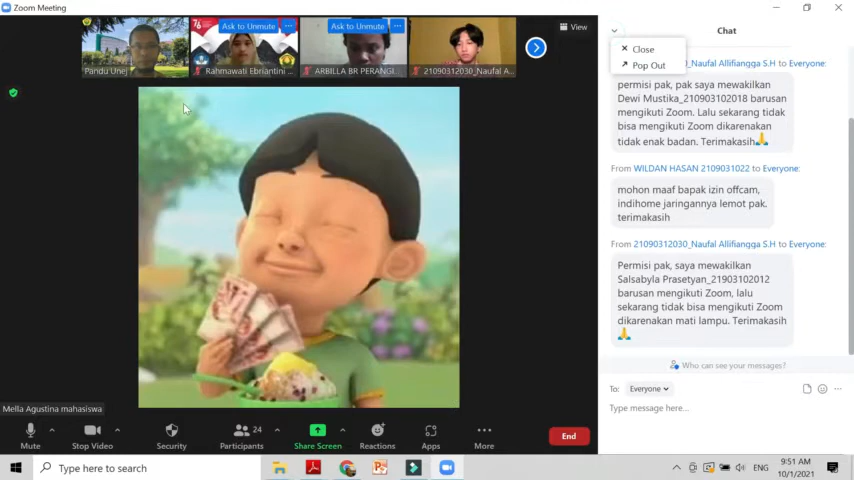 Zoom Meeting
View
Ask to Unmute
Ask to Unmute
Pandu Unej
Rahmawati Ebriantini ...
ARBILLA BR PERANGI...
21090312030_Naufal A...
Mella Agustina mahasiswa
Mute
Stop Video
Security
24
Participants
Share Screen
Reactions
Apps
More
End
Chat
Close
Pop Out
0_Naufal Allifiangga S.H to Everyone:
permisi pak, pak saya mewakilkan
Dewi Mustika_210903102018 barusan
mengikuti Zoom. Lalu sekarang tidak
bisa mengikuti Zoom dikarenakan
tidak enak badan. Terimakasih🙏
From WILDAN HASAN 2109031022 to Everyone:
mohon maaf bapak izin offcam,
indihome jaringannya lemot pak.
terimakasih
From 21090312030_Naufal Allifiangga S.H to Everyone:
Permisi pak, saya mewakilkan
Salsabyla Prasetyan_21903102012
barusan mengikuti Zoom, lalu
sekarang tidak bisa mengikuti Zoom
dikarenakan mati lampu. Terimakasih
🙏
Who can see your messages?
To: Everyone
Type message here...
Type here to search
ENG
9:51 AM
10/1/2021